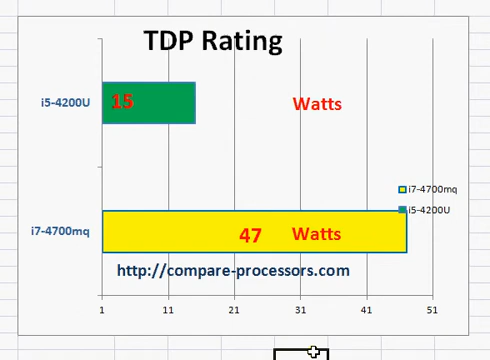 TDP Rating
i5-4200U
15
Watts
i7-4700mq
i5-4200U
i7-4700mq
47
Watts
http://compare-processors.com
1 11 21 31 41 51